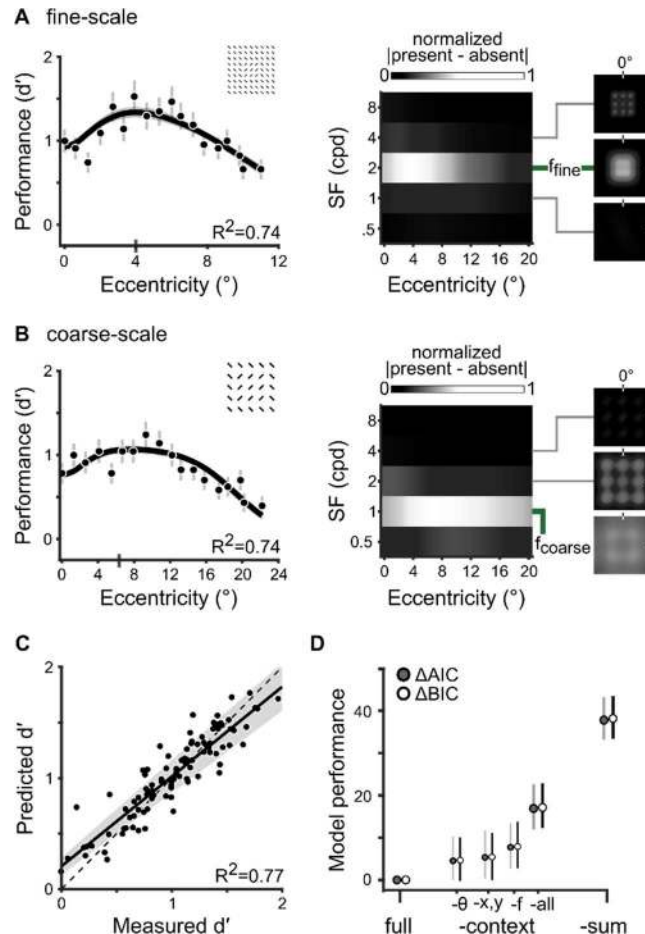 A fine-scale
Performance (d′)
2
1
0
R²=0.74
0 2 4 6 8 12
Eccentricity (°)
normalized
|present - absent|
0 1
SF (cpd)
8
4
2
1
.5
0 4 8 12 16 20
Eccentricity (°)
0°
f fine
B coarse-scale
Performance (d′)
2
1
0
R²=0.74
0 4 8 12 16 20 24
Eccentricity (°)
normalized
|present - absent|
0 1
SF (cpd)
8
4
2
1
0.5
0 4 8 12 16 20
Eccentricity (°)
0°
f coarse
C
Predicted d′
2
1
0
R²=0.77
0 1 2
Measured d′
D
ΔAIC
ΔBIC
Model performance
40
20
0
-θ -x,y -f -all
full -context -sum